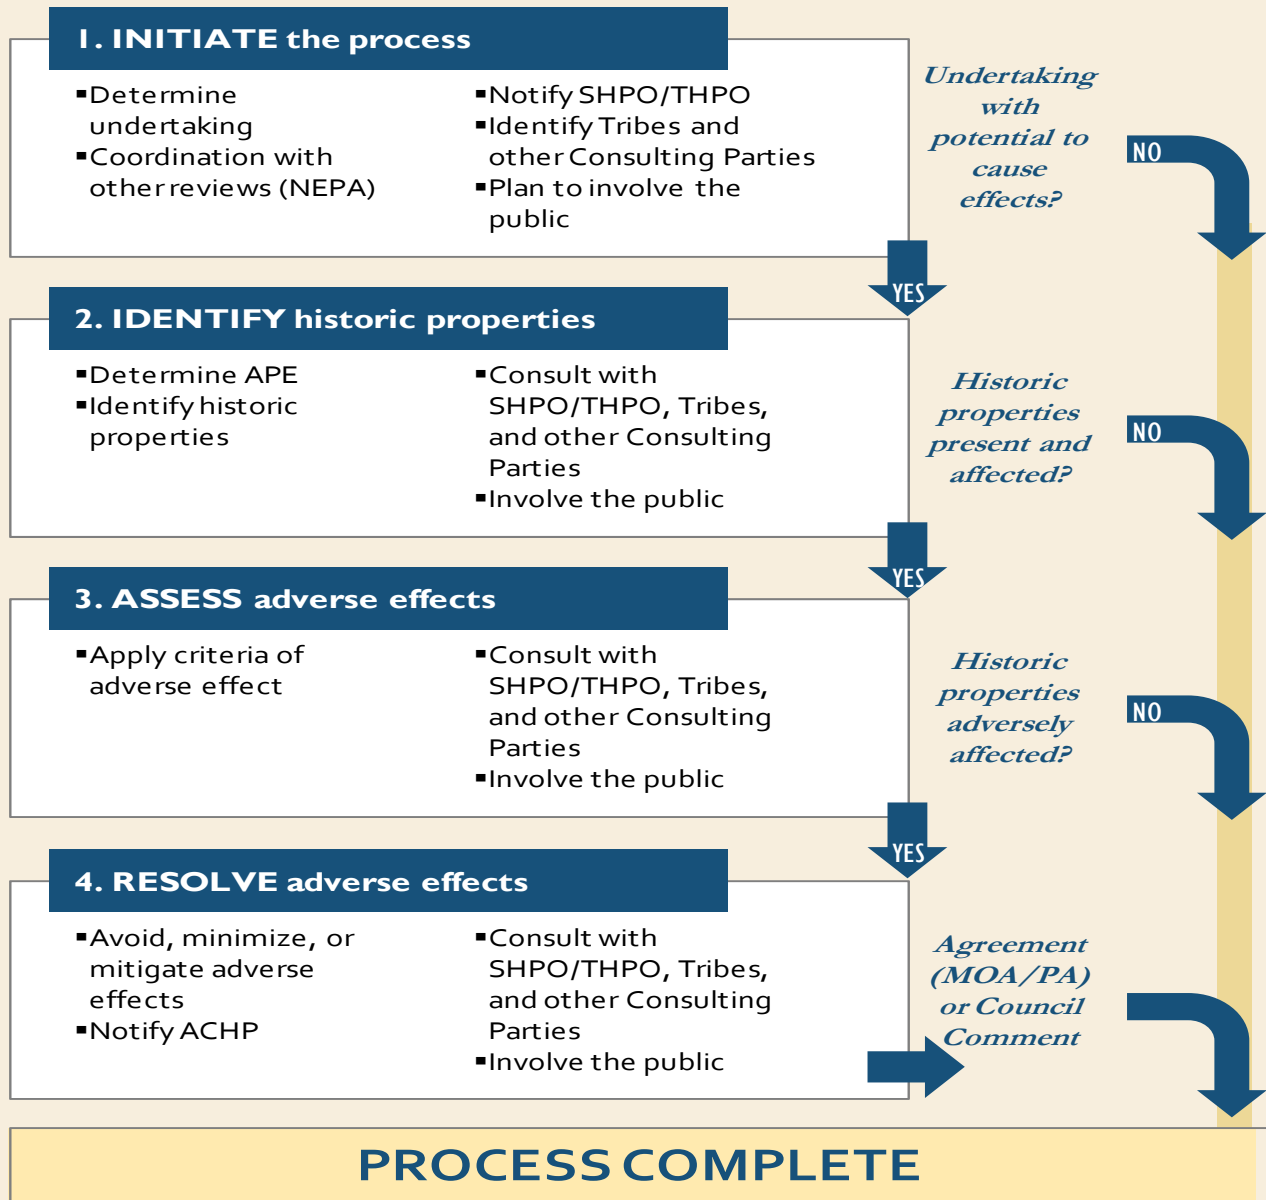 1. INITIATE the process
▪Determine
undertaking
▪Coordination with
other reviews (NEPA)
▪Notify SHPO/THPO
▪Identify Tribes and
other Consulting Parties
▪Plan to involve the
public
Undertaking
with
potential to
cause
effects?
NO
YES
2. IDENTIFY historic properties
▪Determine APE
▪Identify historic
properties
▪Consult with
SHPO/THPO, Tribes,
and other Consulting
Parties
▪Involve the public
Historic
properties
present and
affected?
NO
YES
3. ASSESS adverse effects
▪Apply criteria of
adverse effect
▪Consult with
SHPO/THPO, Tribes,
and other Consulting
Parties
▪Involve the public
Historic
properties
adversely
affected?
NO
YES
4. RESOLVE adverse effects
▪Avoid, minimize, or
mitigate adverse
effects
▪Notify ACHP
▪Consult with
SHPO/THPO, Tribes,
and other Consulting
Parties
▪Involve the public
Agreement
(MOA/PA)
or Council
Comment
PROCESS COMPLETE